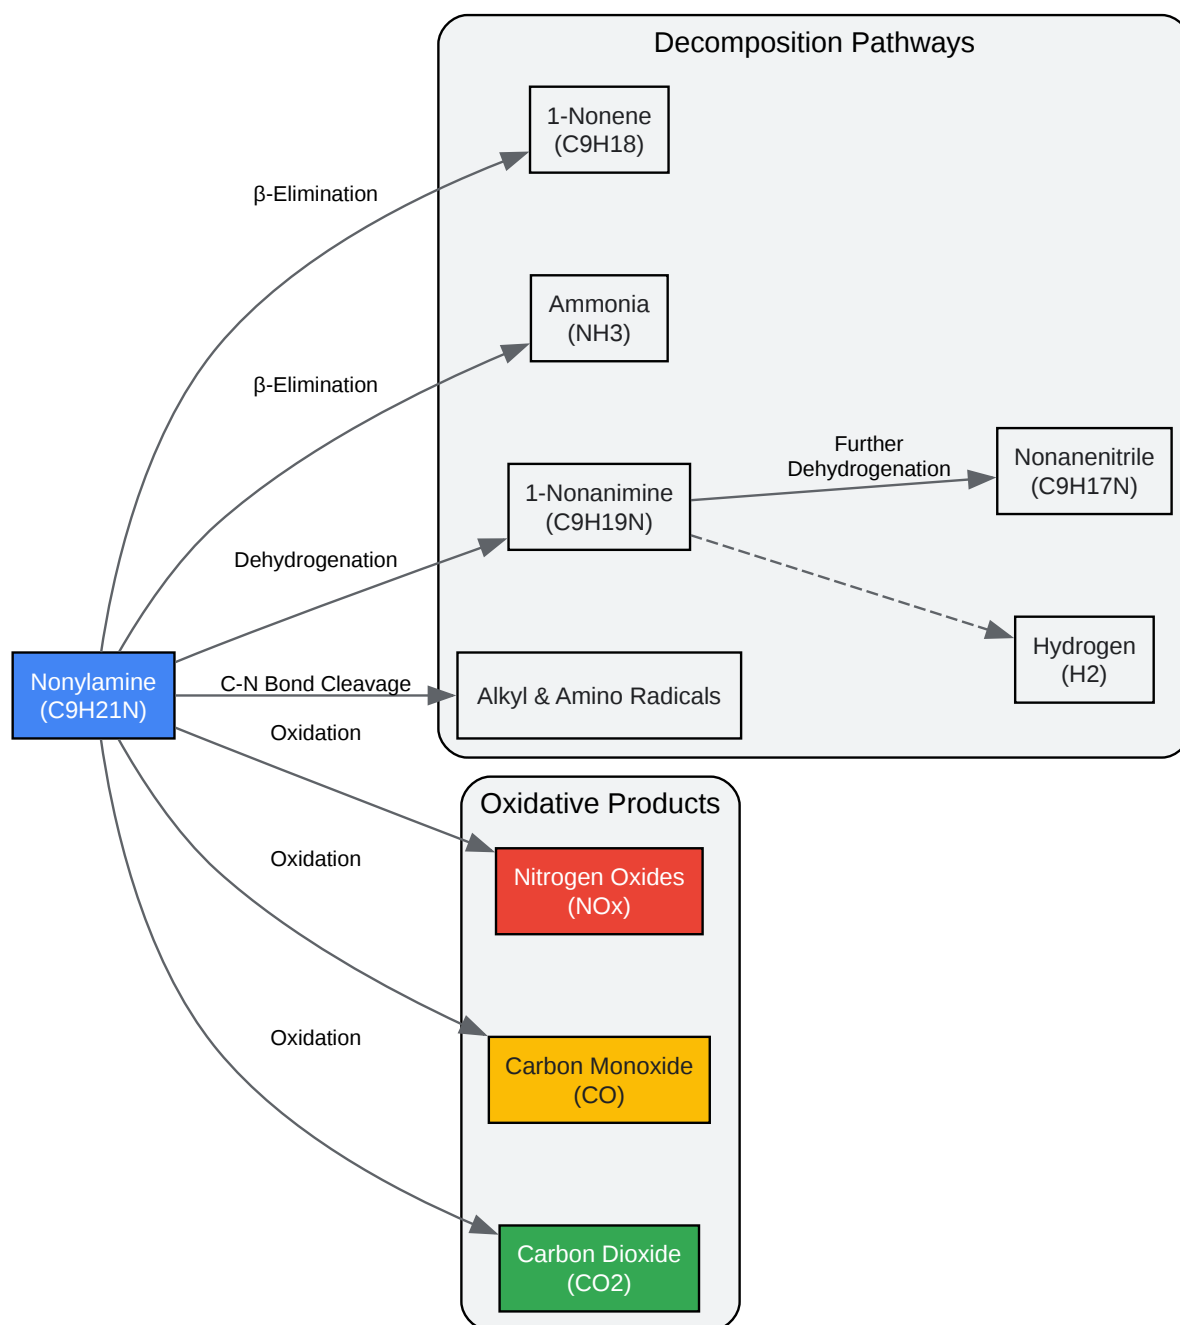 Decomposition Pathways
1-Nonene
(C9H18)
β-Elimination
Ammonia
(NH3)
β-Elimination
Further
Dehydrogenation
Nonanenitrile
(C9H17N)
1-Nonanimine
(C9H19N)
Dehydrogenation
Hydrogen
(H2)
Nonylamine
(C9H21N)
C-N Bond Cleavage
Alkyl & Amino Radicals
Oxidation
Oxidative Products
Nitrogen Oxides
(NOx)
Oxidation
Carbon Monoxide
(CO)
Oxidation
Carbon Dioxide
(CO2)